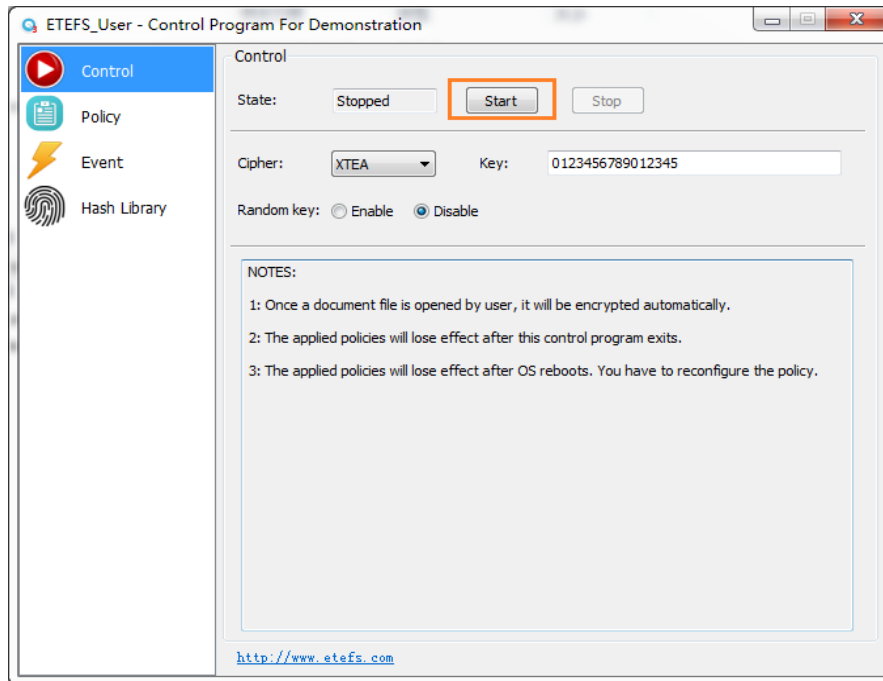 ETEFS_User - Control Program For Demonstration
Control
Policy
Event
Hash Library
Control
State: Stopped Start Stop
Cipher: XTEA Key: 0123456789012345
Random key: Enable Disable
NOTES:
1: Once a document file is opened by user, it will be encrypted automatically.
2: The applied policies will lose effect after this control program exits.
3: The applied policies will lose effect after OS reboots. You have to reconfigure the policy.
http://www.etefs.com